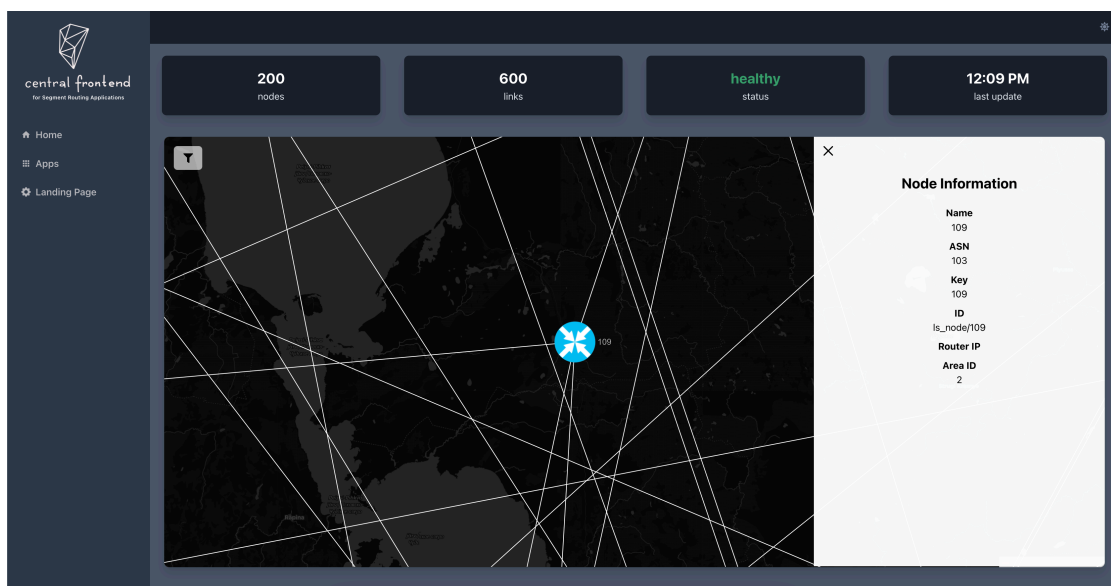 central frontend
for Segment Routing Applications
Home
Apps
Landing Page
200
nodes
600
links
healthy
status
12:09 PM
last update
109
Node Information
Name
109
ASN
103
Key
109
ID
ls_node/109
Router IP
Area ID
2